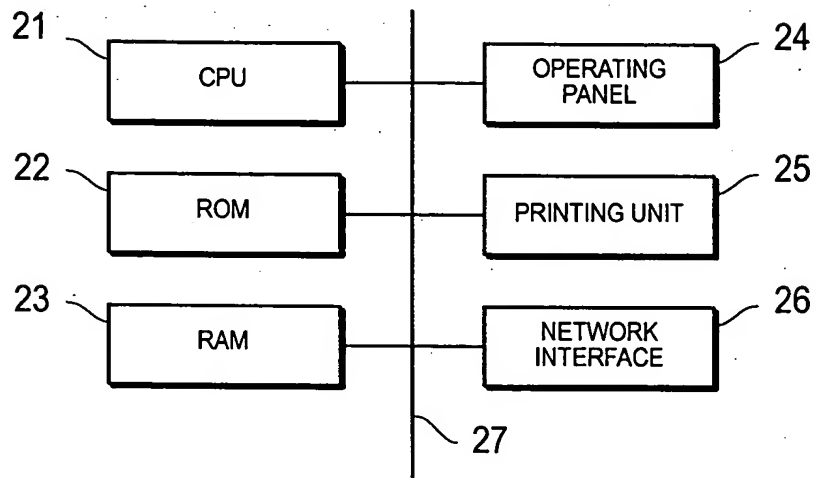 21
CPU
24
OPERATING
PANEL
22
ROM
25
PRINTING UNIT
23
RAM
26
NETWORK
INTERFACE
27